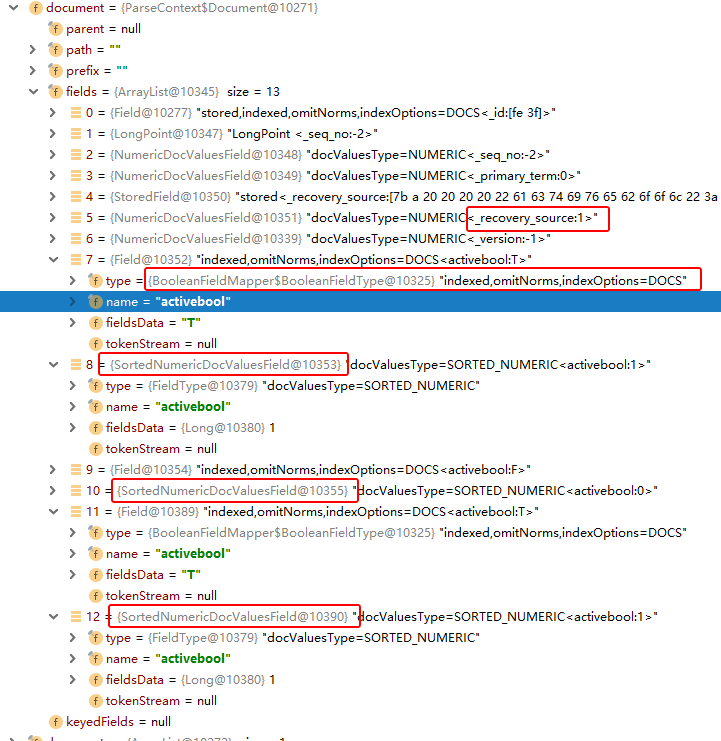 document = {ParseContext$Document@10271}
parent = null
path = ""
prefix = ""
fields = {ArrayList@10345} size = 13
0 = {Field@10277} "stored,indexed,omitNorms,indexOptions=DOCS<_id:[fe 3f]>"
1 = {LongPoint@10347} "LongPoint <_seq_no:-2>"
2 = {NumericDocValuesField@10348} "docValuesType=NUMERIC<_seq_no:-2>"
3 = {NumericDocValuesField@10349} "docValuesType=NUMERIC<_primary_term:0>"
4 = {StoredField@10350} "stored<_recovery_source:[7b a 20 20 20 20 22 61 63 74 69 76 65 62 6f 6f 6c 22 3a
5 = {NumericDocValuesField@10351} "docValuesType=NUMERIC<_recovery_source:1>"
6 = {NumericDocValuesField@10339} "docValuesType=NUMERIC<_version:-1>"
7 = {Field@10352} "indexed,omitNorms,indexOptions=DOCS<activebool:T>"
type = {BooleanFieldMapper$BooleanFieldType@10325} "indexed,omitNorms,indexOptions=DOCS"
name = "activebool"
fieldsData = "T"
tokenStream = null
8 = {SortedNumericDocValuesField@10353} "docValuesType=SORTED_NUMERIC<activebool:1>"
type = {FieldType@10379} "docValuesType=SORTED_NUMERIC"
name = "activebool"
fieldsData = {Long@10380} 1
tokenStream = null
9 = {Field@10354} "indexed,omitNorms,indexOptions=DOCS<activebool:F>"
10 = {SortedNumericDocValuesField@10355} "docValuesType=SORTED_NUMERIC<activebool:0>"
11 = {Field@10389} "indexed,omitNorms,indexOptions=DOCS<activebool:T>"
type = {BooleanFieldMapper$BooleanFieldType@10325} "indexed,omitNorms,indexOptions=DOCS"
name = "activebool"
fieldsData = "T"
tokenStream = null
12 = {SortedNumericDocValuesField@10390} "docValuesType=SORTED_NUMERIC<activebool:1>"
type = {FieldType@10379} "docValuesType=SORTED_NUMERIC"
name = "activebool"
fieldsData = {Long@10380} 1
tokenStream = null
keyedFields = null